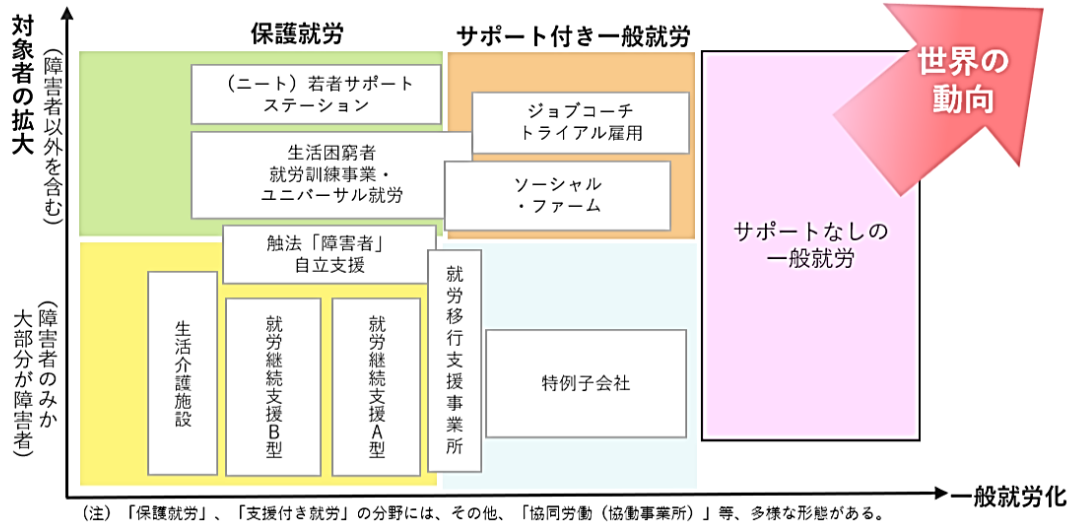 対象者の拡大
(障害者以外を含む)
(障害者のみか
大部分が障害者)
保護就労
サポート付き一般就労
世界の
動向
（ニート）若者サポート
ステーション
ジョブコーチ
トライアル雇用
生活困窮者
就労訓練事業・
ユニバーサル就労
ソーシャル
・ファーム
サポートなしの
一般就労
触法「障害者」
自立支援
就労移行支援事業所
生活介護施設
就労継続支援B型
就労継続支援A型
特例子会社
一般就労化
（注）「保護就労」、「支援付き就労」の分野には、その他、「協同労働（協働事業所）」等、多様な形態がある。